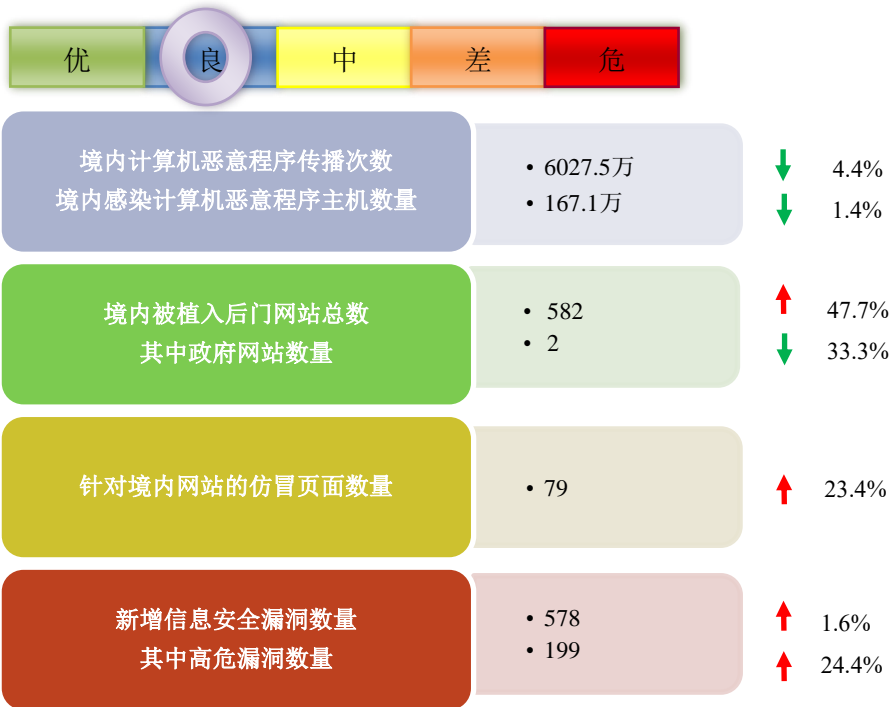 优 良 中 差 危
境内计算机恶意程序传播次数
境内感染计算机恶意程序主机数量
• 6027.5万
• 167.1万
4.4%
1.4%
境内被植入后门网站总数
其中政府网站数量
• 582
• 2
47.7%
33.3%
针对境内网站的仿冒页面数量
• 79
23.4%
新增信息安全漏洞数量
其中高危漏洞数量
• 578
• 199
1.6%
24.4%